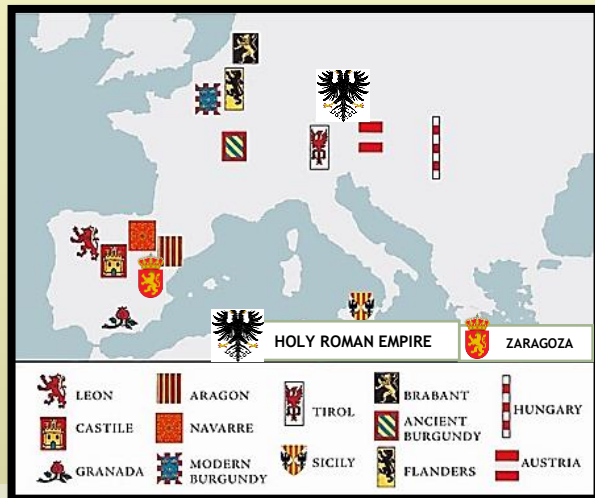 HOLY ROMAN EMPIRE
ZARAGOZA
LEON
CASTILE
GRANADA
ARAGON
NAVARRE
MODERN
BURGUNDY
TIROL
SICILY
BRABANT
ANCIENT
BURGUNDY
FLANDERS
HUNGARY
AUSTRIA